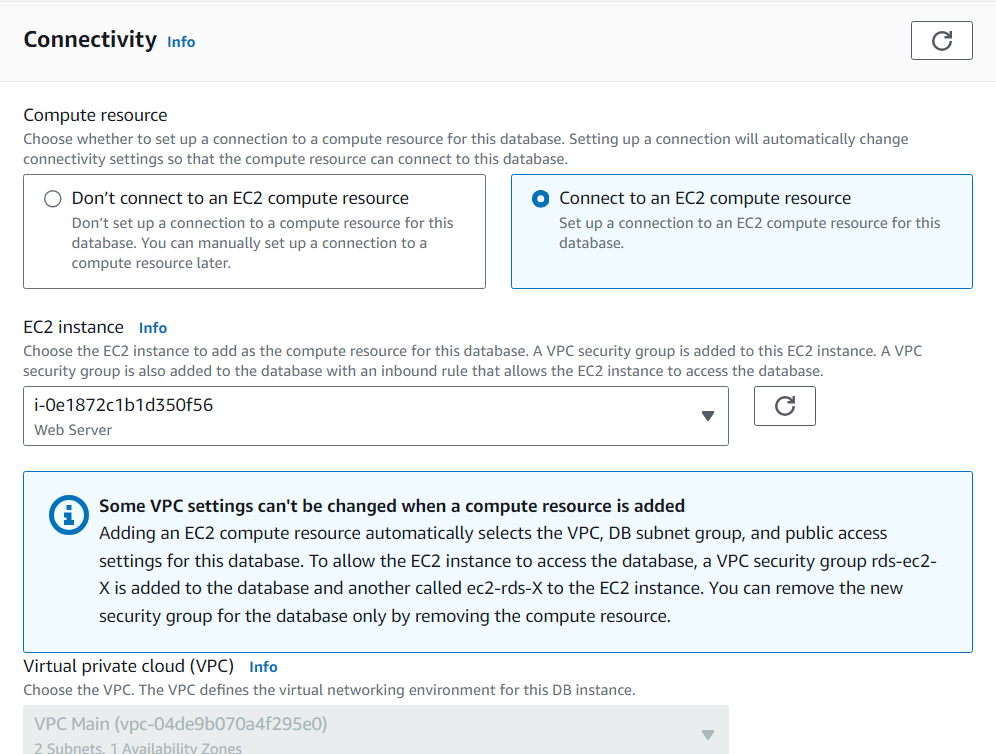 Connectivity Info
Compute resource
Choose whether to set up a connection to a compute resource for this database. Setting up a connection will automatically change
connectivity settings so that the compute resource can connect to this database.
Don’t connect to an EC2 compute resource
Don’t set up a connection to a compute resource for this
database. You can manually set up a connection to a
compute resource later.
Connect to an EC2 compute resource
Set up a connection to an EC2 compute resource for this
database.
EC2 instance Info
Choose the EC2 instance to add as the compute resource for this database. A VPC security group is added to this EC2 instance. A VPC
security group is also added to the database with an inbound rule that allows the EC2 instance to access the database.
i-0e1872c1b1d350f56
Web Server
Some VPC settings can't be changed when a compute resource is added
Adding an EC2 compute resource automatically selects the VPC, DB subnet group, and public access
settings for this database. To allow the EC2 instance to access the database, a VPC security group rds-ec2-
X is added to the database and another called ec2-rds-X to the EC2 instance. You can remove the new
security group for the database only by removing the compute resource.
Virtual private cloud (VPC) Info
Choose the VPC. The VPC defines the virtual networking environment for this DB instance.
VPC Main (vpc-04de9b070a4f295e0)
2 Subnets, 1 Availability Zones